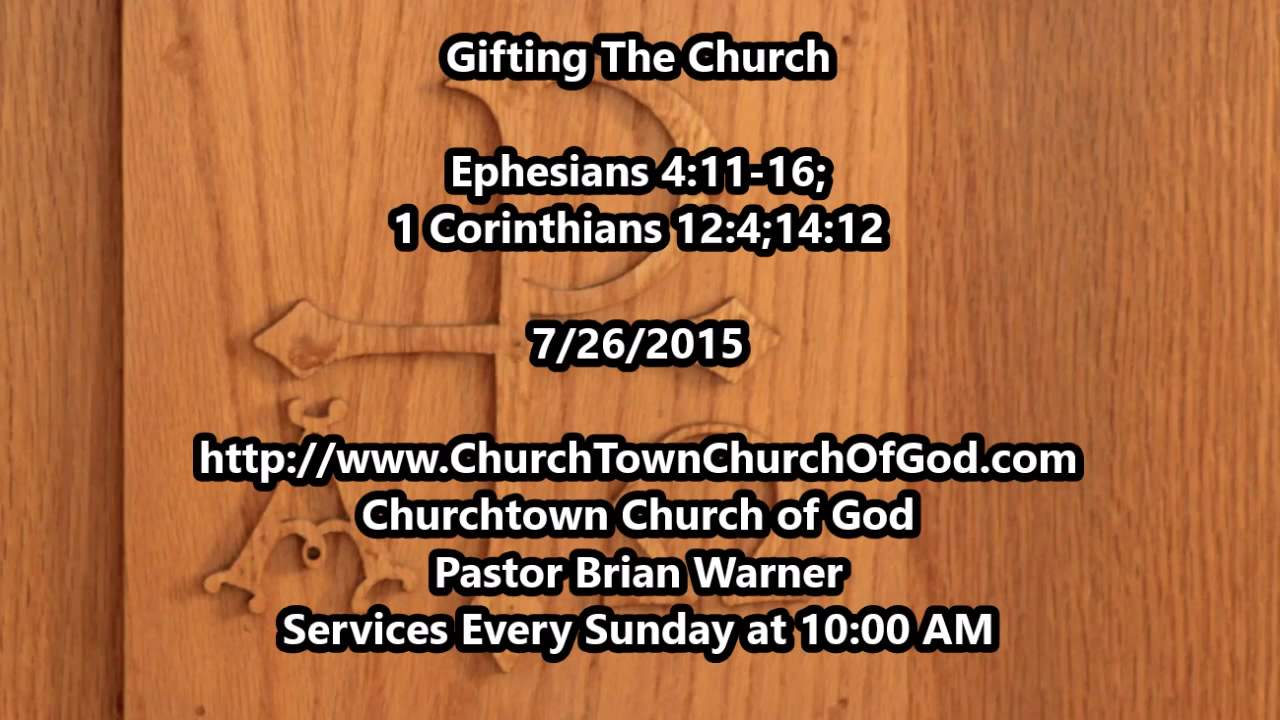 Gifting The Church
Ephesians 4:11-16;
1 Corinthians 12:4;14:12
7/26/2015
http://www.ChurchTownChurchOfGod.com
Churchtown Church of God
Pastor Brian Warner
Services Every Sunday at 10:00 AM